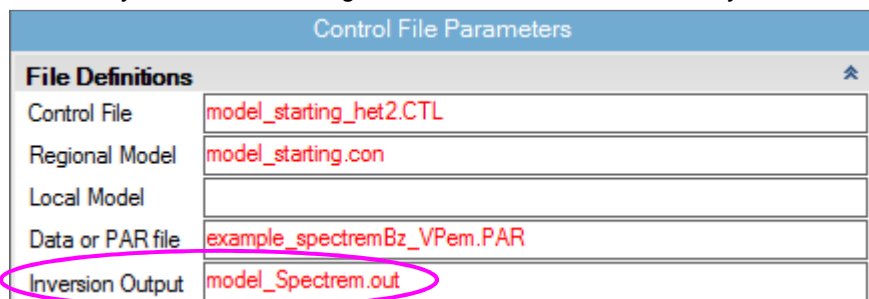 Control File Parameters
File Definitions
Control File model_starting_het2.CTL
Regional Model model_starting.con
Local Model
Data or PAR file example_spectremBz_VPem.PAR
Inversion Output model_Spectrem.out